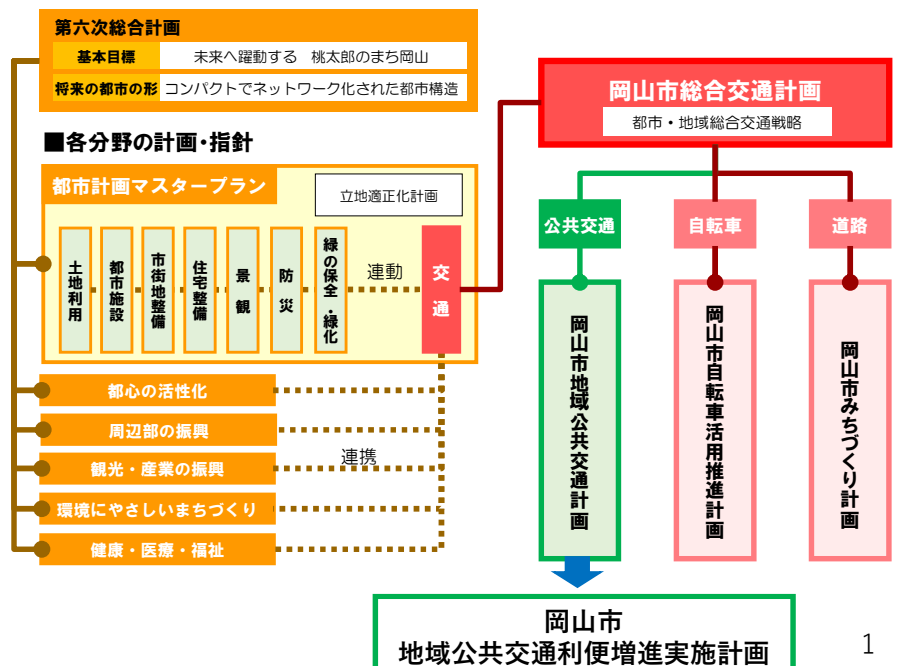 第六次総合計画
基本目標
未来へ躍動する 桃太郎のまち岡山
将来の都市の形
コンパクトでネットワーク化された都市構造
■各分野の計画・指針
都市計画マスタープラン
立地適正化計画
土地利用
都市施設
市街地整備
住宅整備
景観
防災
緑の保全・緑化
連動
交通
都心の活性化
周辺部の振興
観光・産業の振興
環境にやさしいまちづくり
健康・医療・福祉
連携
岡山市総合交通計画
都市・地域総合交通戦略
公共交通
自転車
道路
岡山市地域公共交通計画
岡山市自転車活用推進計画
岡山市みちづくり計画
岡山市
地域公共交通利便増進実施計画
1